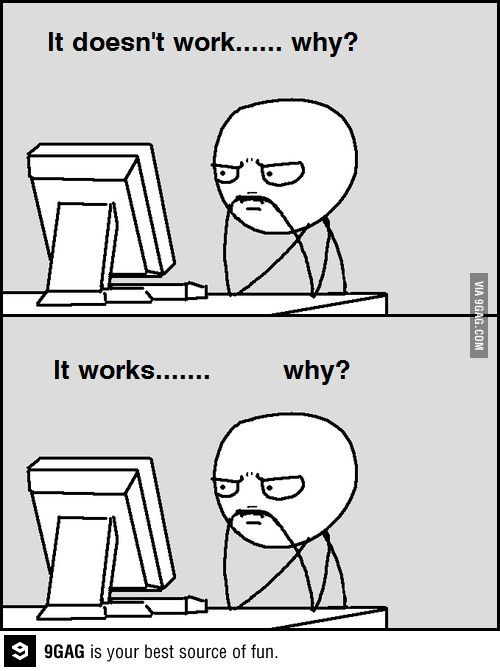 It doesn't work...... why?
VIA 9GAG.COM
It works....... why?
9GAG is your best source of fun.